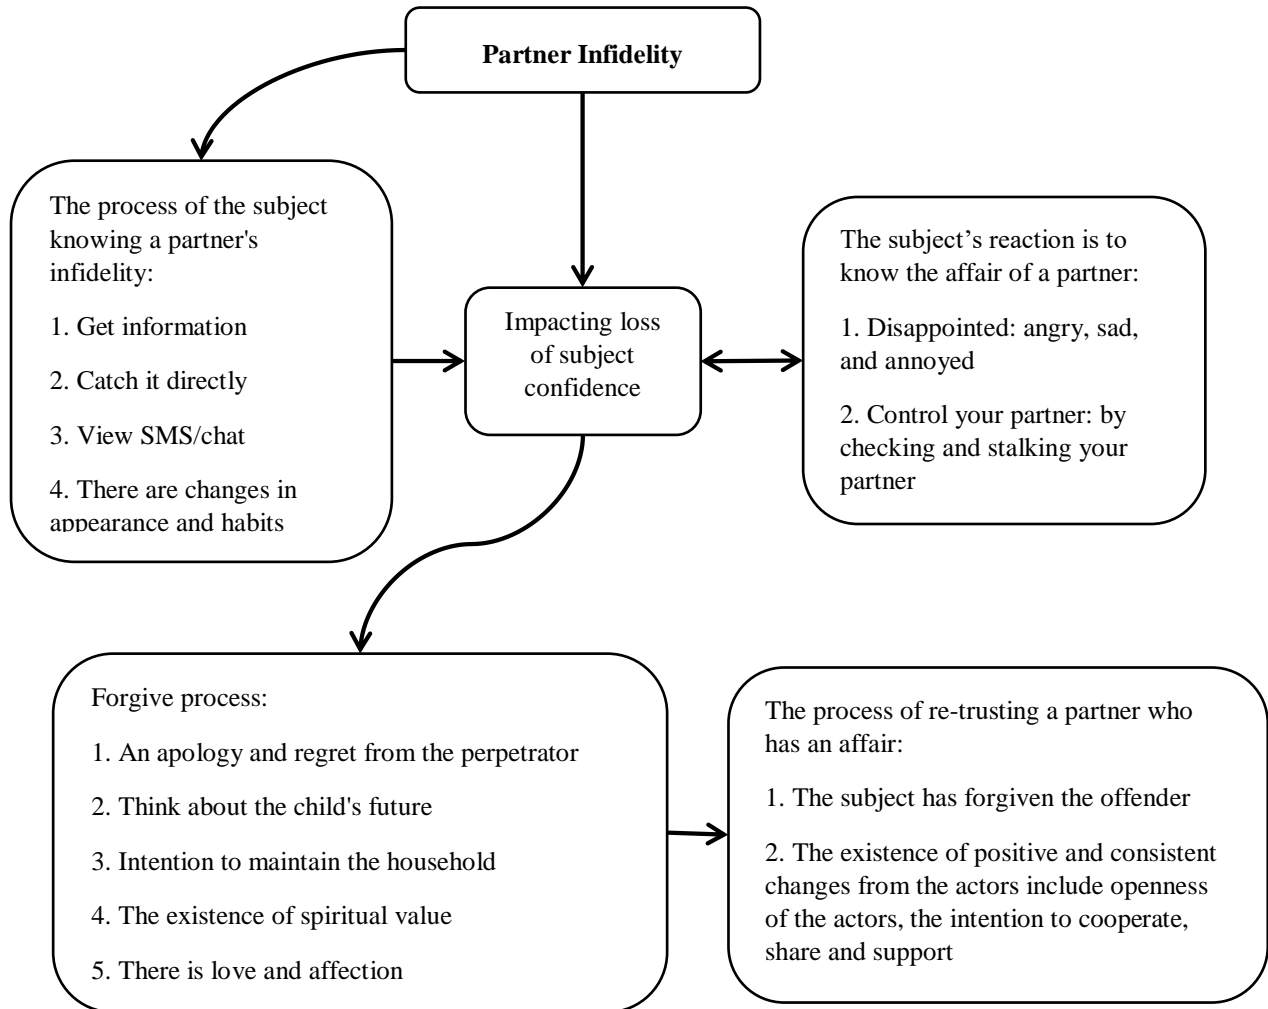 Partner Infidelity
The process of the subject
knowing a partner's
infidelity:
1. Get information
2. Catch it directly
3. View SMS/chat
4. There are changes in
appearance and habits
Impacting loss
of subject
confidence
The subject’s reaction is to
know the affair of a partner:
1. Disappointed: angry, sad,
and annoyed
2. Control your partner: by
checking and stalking your
partner
Forgive process:
1. An apology and regret from the perpetrator
2. Think about the child's future
3. Intention to maintain the household
4. The existence of spiritual value
5. There is love and affection
The process of re-trusting a partner who
has an affair:
1. The subject has forgiven the offender
2. The existence of positive and consistent
changes from the actors include openness
of the actors, the intention to cooperate,
share and support